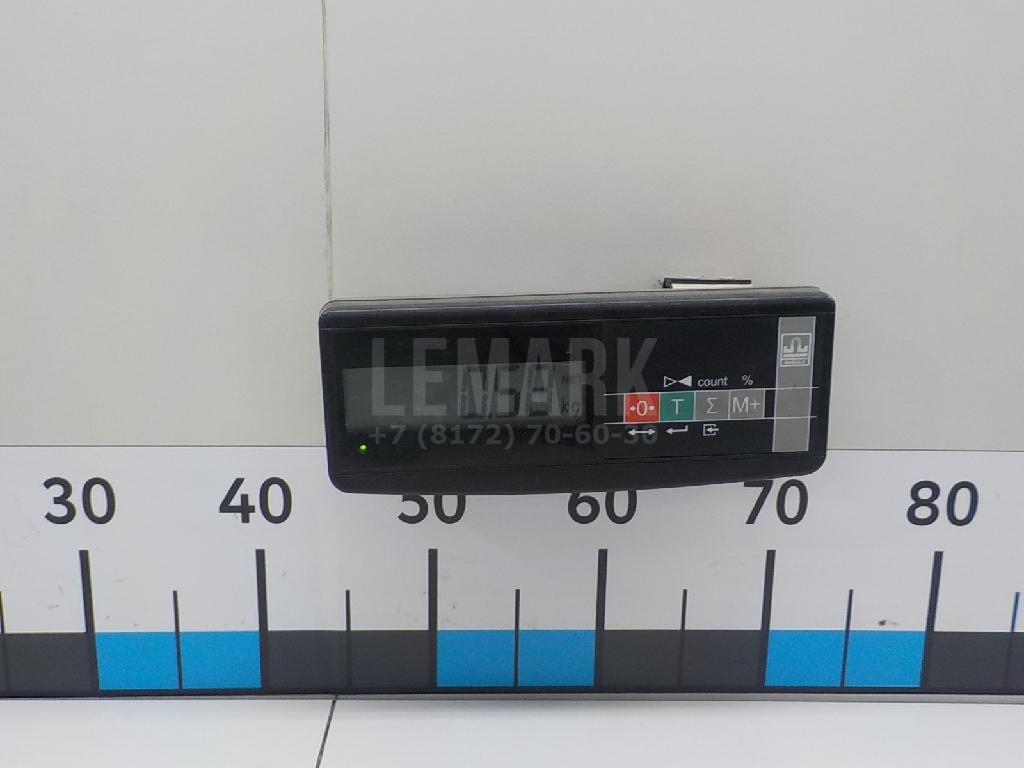 LEMARK
+7 (8172) 70-60-30
kg
count %
→0← T Σ M+
30 40 50 60 70 80